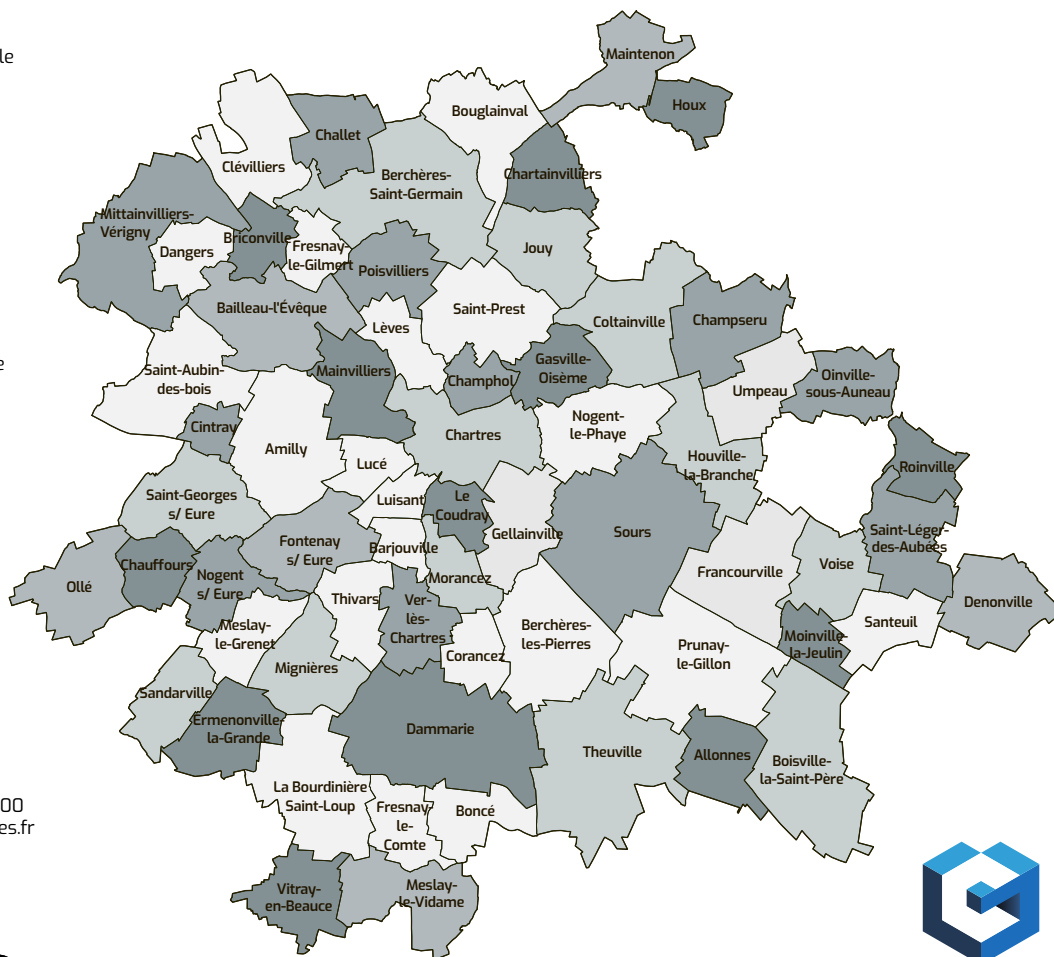 le
Maintenon
Houx
Bouglainval
Challet
Clévilliers
Chartainvilliers
Berchères-
Saint-Germain
Mittainvilliers-
Vérigny
Dangers
Briconville
Fresnay-
le-Gilmert
Poisvilliers
Jouy
Bailleau-l'Évêque
Lèves
Saint-Prest
Coltainville
Champseru
e
Saint-Aubin-
des-bois
Mainvilliers
Champhol
Gasville-
Oisème
Umpeau
Oinville-
sous-Auneau
Cintray
Amilly
Chartres
Nogent-
le-Phaye
Lucé
Houville-
la-Branche
Roinville
Saint-Georges
s/ Eure
Luisant
Le
Coudray
Gellainville
Sours
Saint-Léger-
des-Aubées
Fontenay
s/ Eure
Barjouville
Morancez
Francourville
Voise
Ollé
Chauffours
Nogent
s/ Eure
Thivars
Ver-
lès-
Chartres
Denonville
Meslay-
le-Grenet
Berchères-
les-Pierres
Santeuil
Moinville-
la-Jeulin
Mignières
Corancez
Prunay-
le-Gillon
Sandarville
Ermenonville-
la-Grande
Dammarie
Theuville
Allonnes
Boisville-
la-Saint-Père
La Bourdinière
Saint-Loup
Fresnay-
le-
Comte
Boncé
00
es.fr
Vitray-
en-Beauce
Meslay-
le-Vidame